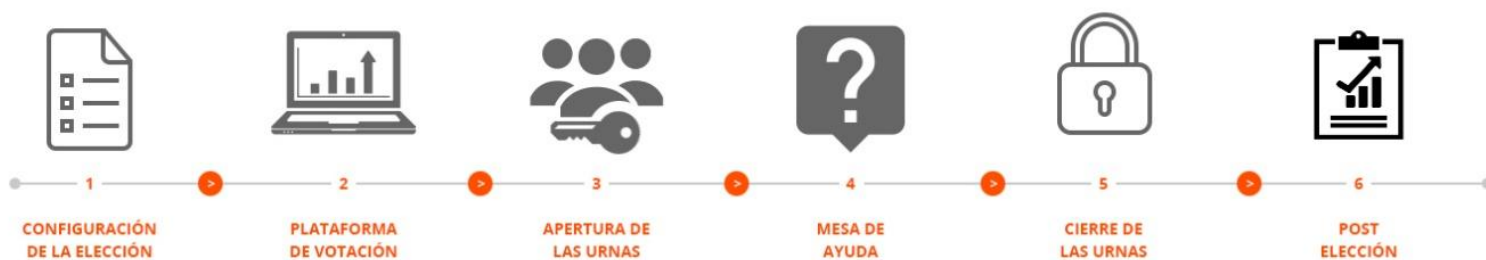 ?
1
>
2
>
3
>
4
>
5
>
6
CONFIGURACIÓN
DE LA ELECCIÓN
PLATAFORMA
DE VOTACIÓN
APERTURA DE
LAS URNAS
MESA DE
AYUDA
CIERRE DE
LAS URNAS
POST
ELECCIÓN